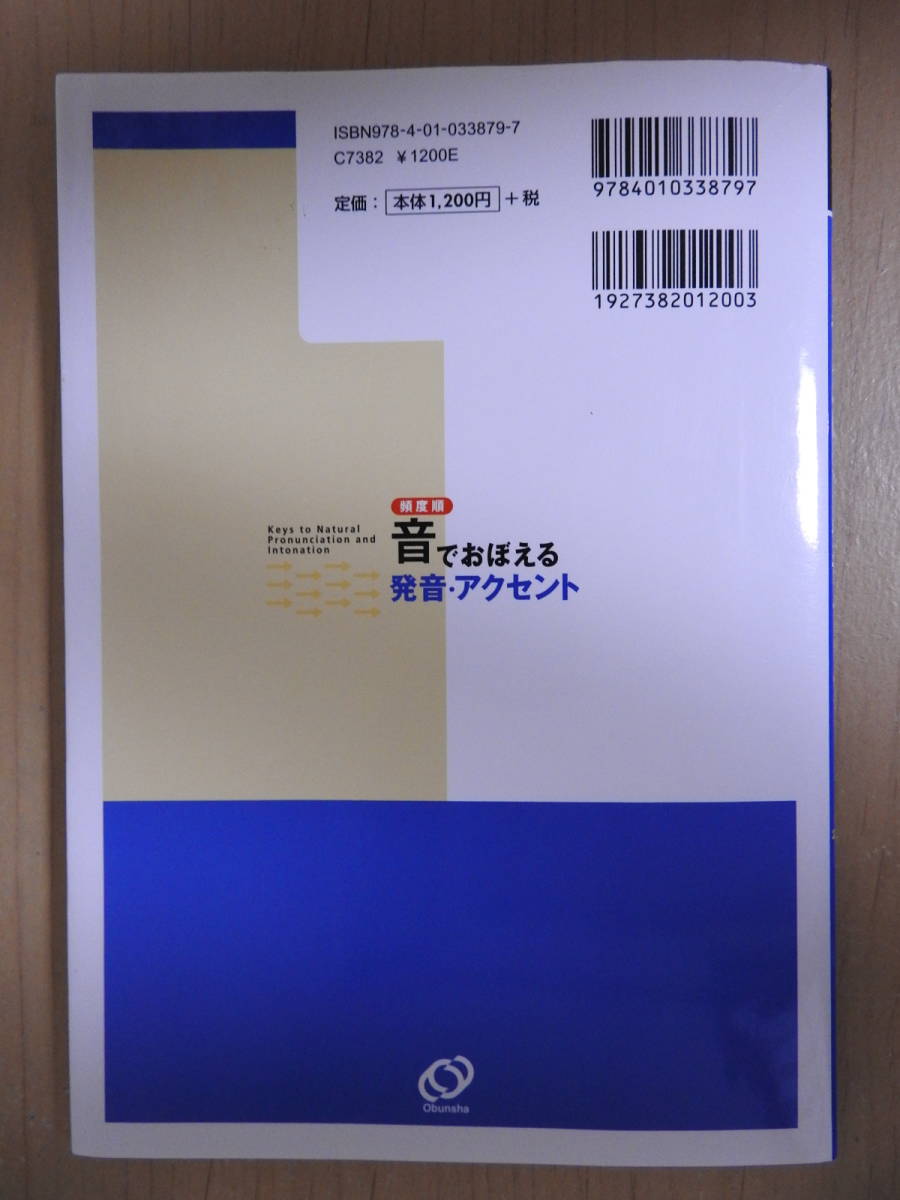 ISBN978-4-01-033879-7
C7382 ¥1200E
定価: 本体1,200円 +税
9784010338797
1927382012003
Keys to Natural
Pronunciation and
Intonation
頻度順
音でおぼえる
発音・アクセント
Obunsha